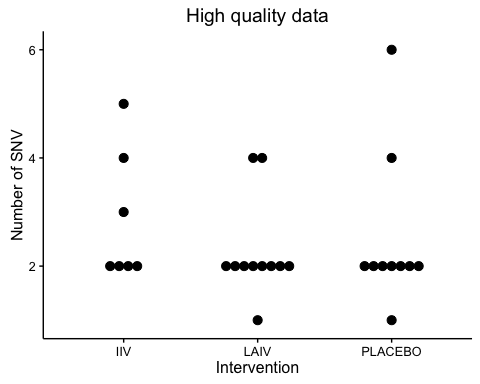 High quality data
Number of SNV
6
4
2
IIV LAIV PLACEBO
Intervention